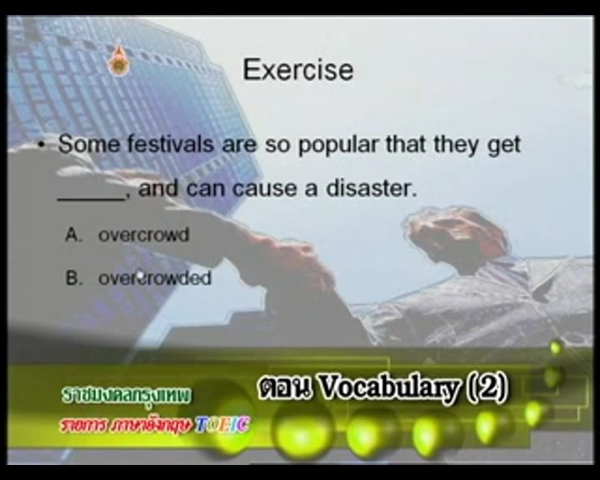 Exercise
• Some festivals are so popular that they get
_____, and can cause a disaster.
A. overcrowd
B. overcrowded
ตอน Vocabulary (2)
ราชมงคลกรุงเทพ
รายการ ภาษาอังกฤษ TOEIC